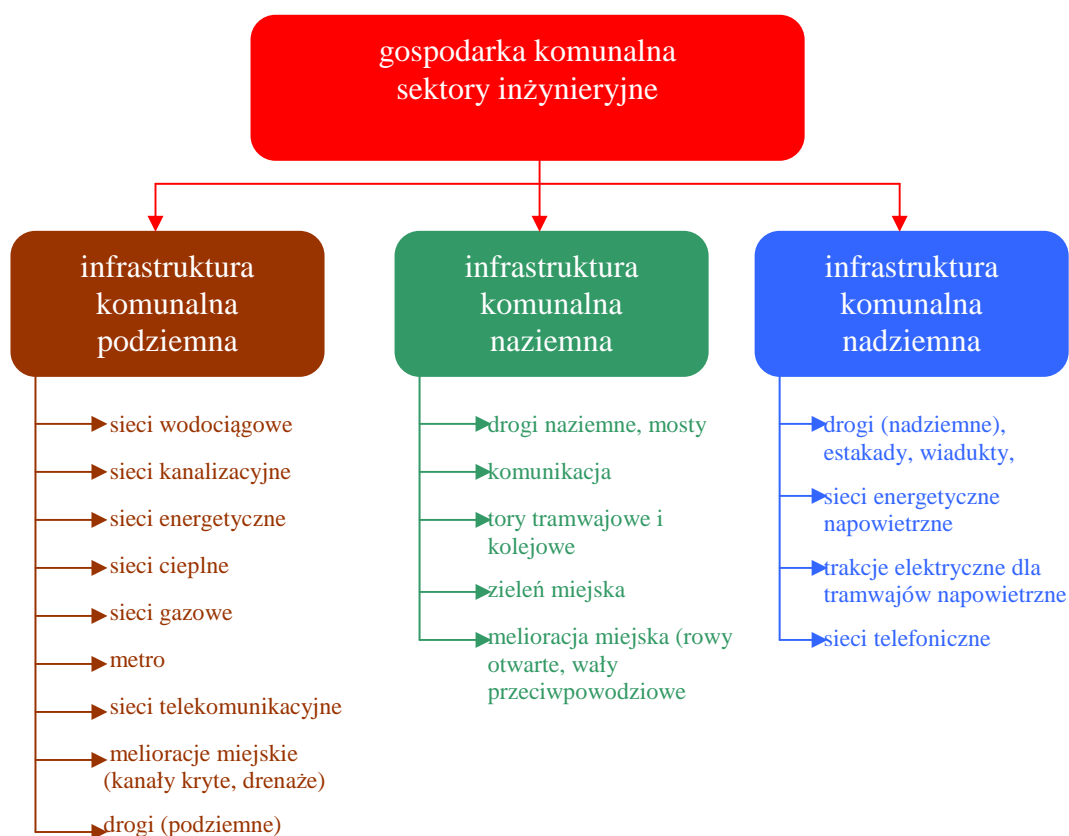 gospodarka komunalna
sektory inżynieryjne
infrastruktura
komunalna
podziemna
infrastruktura
komunalna
naziemna
infrastruktura
komunalna
nadziemna
sieci wodociągowe
sieci kanalizacyjne
sieci energetyczne
sieci cieplne
sieci gazowe
metro
sieci telekomunikacyjne
melioracje miejskie
(kanały kryte, drenaże)
drogi (podziemne)
drogi naziemne, mosty
komunikacja
tory tramwajowe i
kolejowe
zieleń miejska
melioracja miejska (rowy
otwarte, wały
przeciwpowodziowe
drogi (nadziemne),
estakady, wiadukty,
sieci energetyczne
napowietrzne
trakcje elektryczne dla
tramwajów napowietrzne
sieci telefoniczne